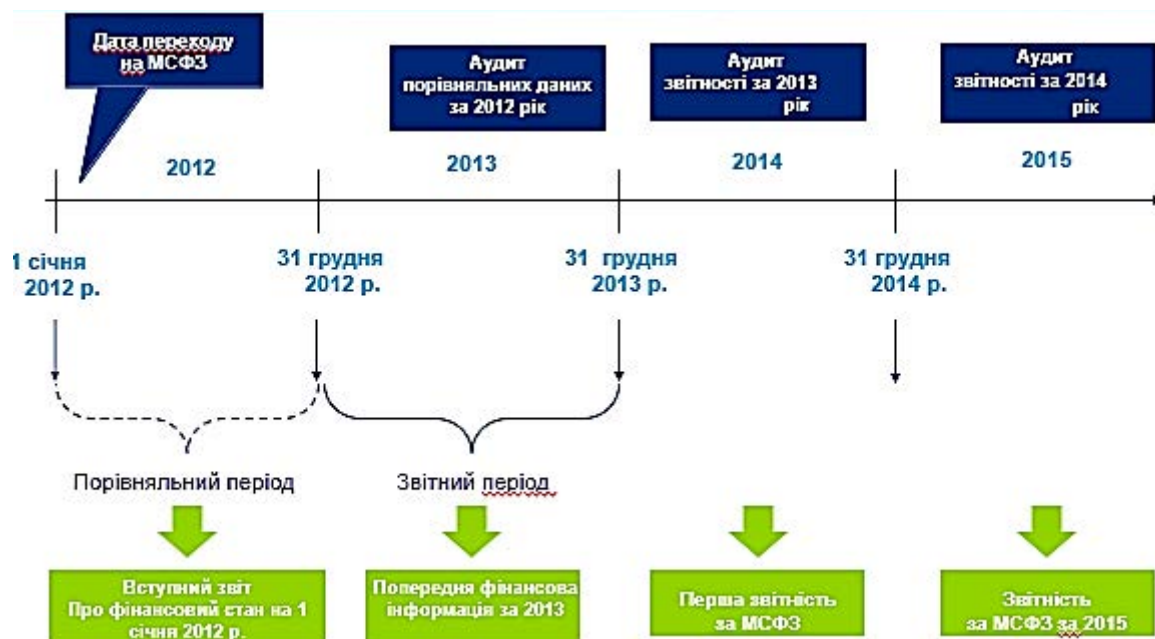 Дата переходу
на МСФЗ
Аудит
порівняльних даних
за 2012 рік
Аудит
звітності за 2013
рік
Аудит
звітності за 2014
рік
2012
2013
2014
2015
1 січня
2012 р.
31 грудня
2012 р.
31 грудня
2013 р.
31 грудня
2014 р.
Порівняльний період
Звітний період
Вступний звіт
Про фінансовий стан на 1
січня 2012 р.
Попередня фінансова
інформація за 2013
Перша звітність
за МСФЗ
Звітність
за МСФЗ за 2015